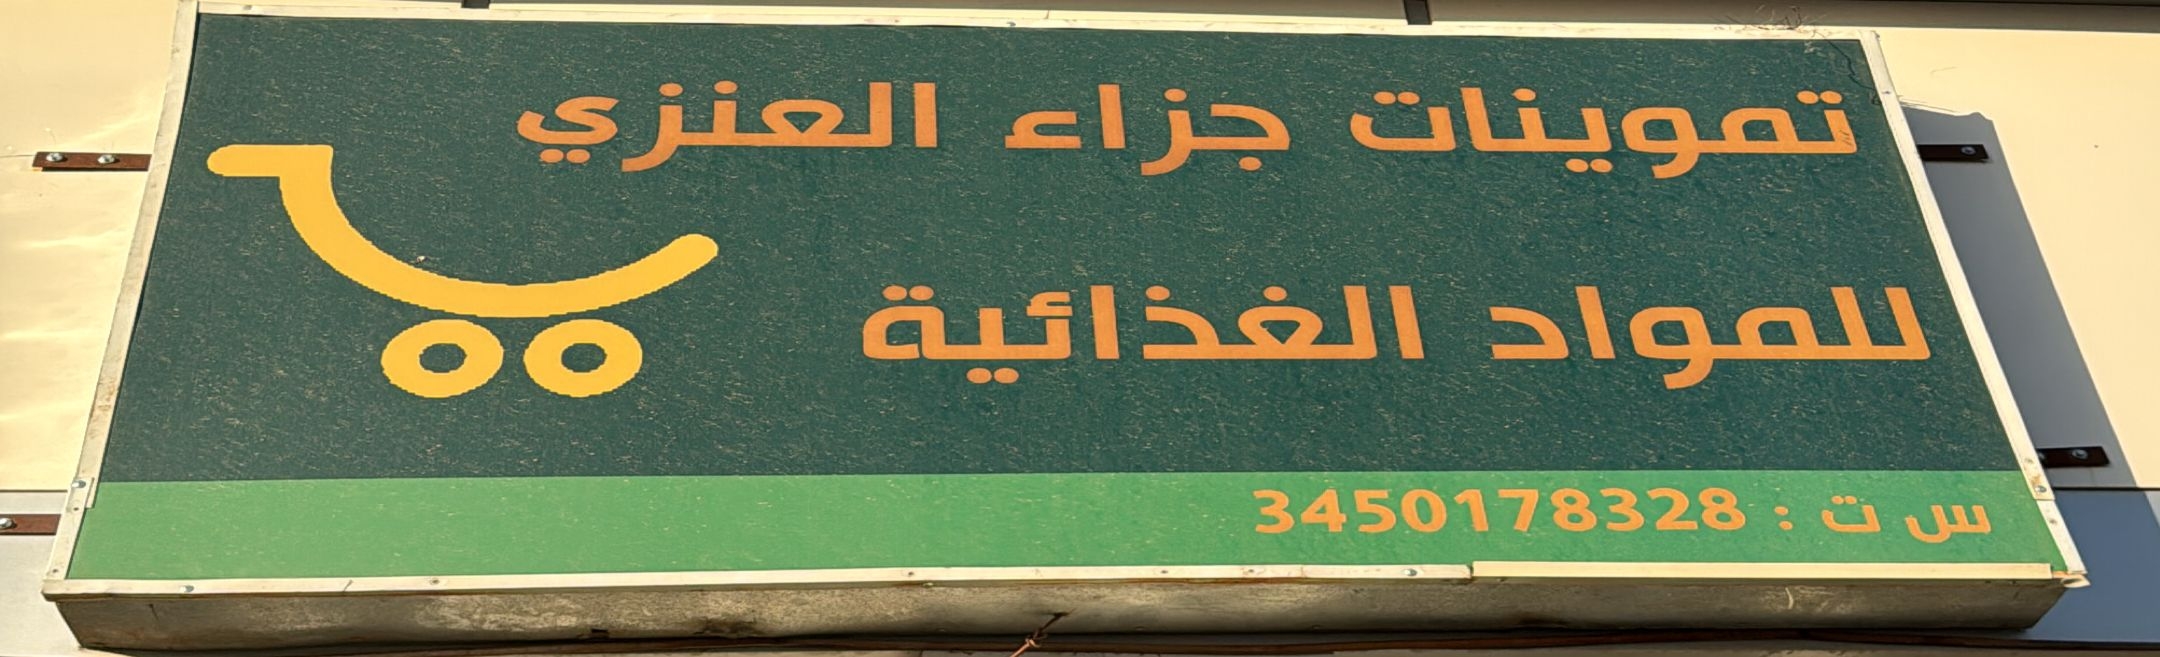 تموينات جزاء العنزي
للمواد الغذائية
س ت : 3450178328